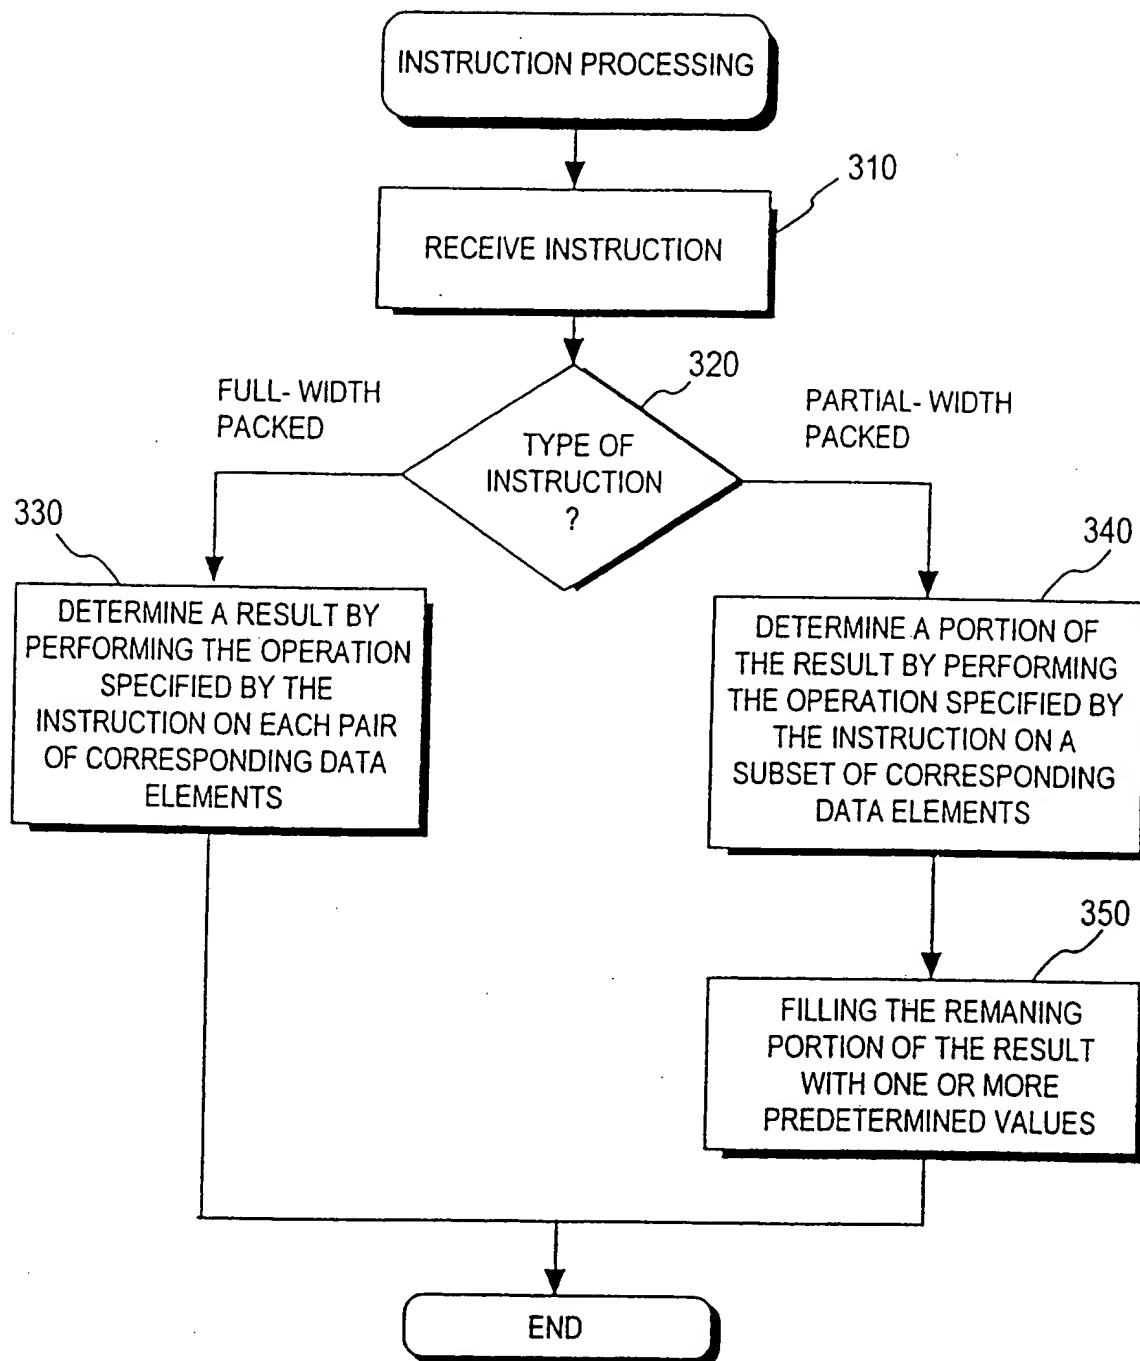 INSTRUCTION PROCESSING
310
RECEIVE INSTRUCTION
320
FULL- WIDTH
PACKED
PARTIAL- WIDTH
PACKED
TYPE OF
INSTRUCTION
?
330
DETERMINE A RESULT BY
PERFORMING THE OPERATION
SPECIFIED BY THE
INSTRUCTION ON EACH PAIR
OF CORRESPONDING DATA
ELEMENTS
340
DETERMINE A PORTION OF
THE RESULT BY PERFORMING
THE OPERATION SPECIFIED BY
THE INSTRUCTION ON A
SUBSET OF CORRESPONDING
DATA ELEMENTS
350
FILLING THE REMANING
PORTION OF THE RESULT
WITH ONE OR MORE
PREDETERMINED VALUES
END